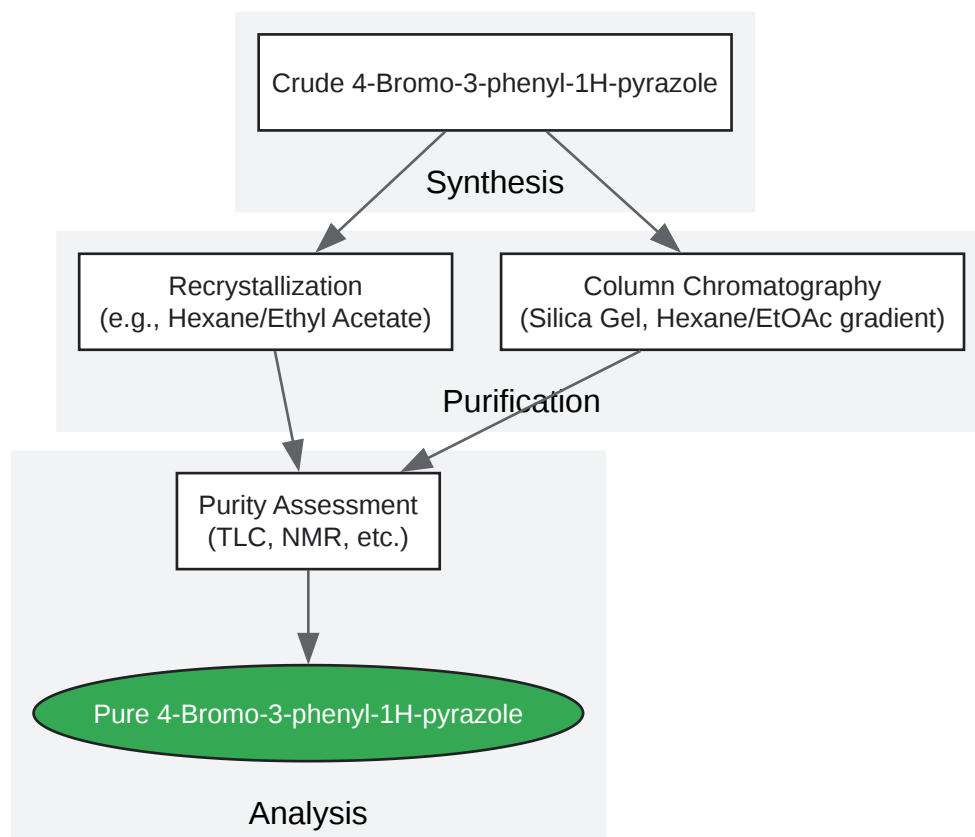 Crude 4-Bromo-3-phenyl-1H-pyrazole
Synthesis
Recrystallization
(e.g., Hexane/Ethyl Acetate)
Column Chromatography
(Silica Gel, Hexane/EtOAc gradient)
Purification
Purity Assessment
(TLC, NMR, etc.)
Pure 4-Bromo-3-phenyl-1H-pyrazole
Analysis